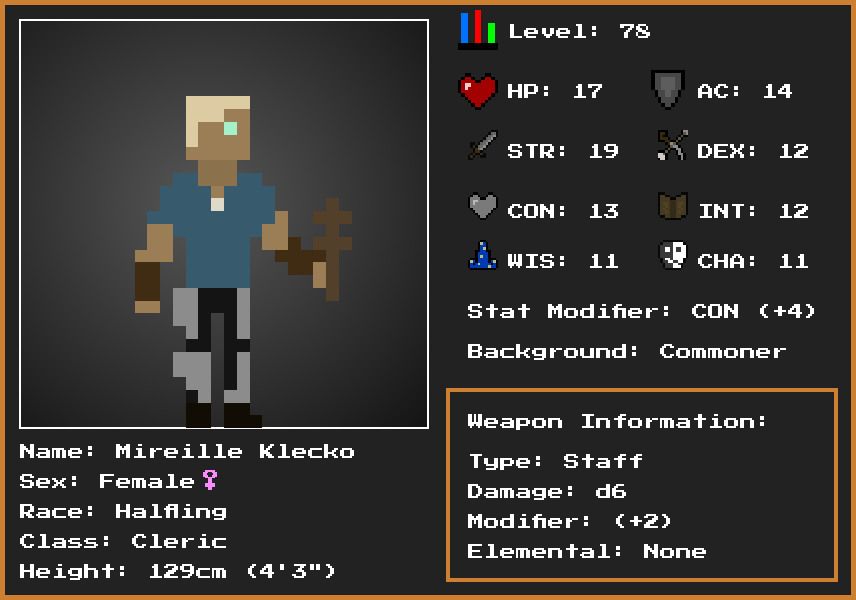 Level: 78
HP: 17 AC: 14
STR: 19 DEX: 12
CON: 13 INT: 12
WIS: 11 CHA: 11
Stat Modifier: CON (+4)
Background: Commoner
Weapon Information:
Type: Staff
Damage: d6
Modifier: (+2)
Elemental: None
Name: Mireille Klecko
Sex: Female♀
Race: Halfling
Class: Cleric
Height: 129cm (4'3")